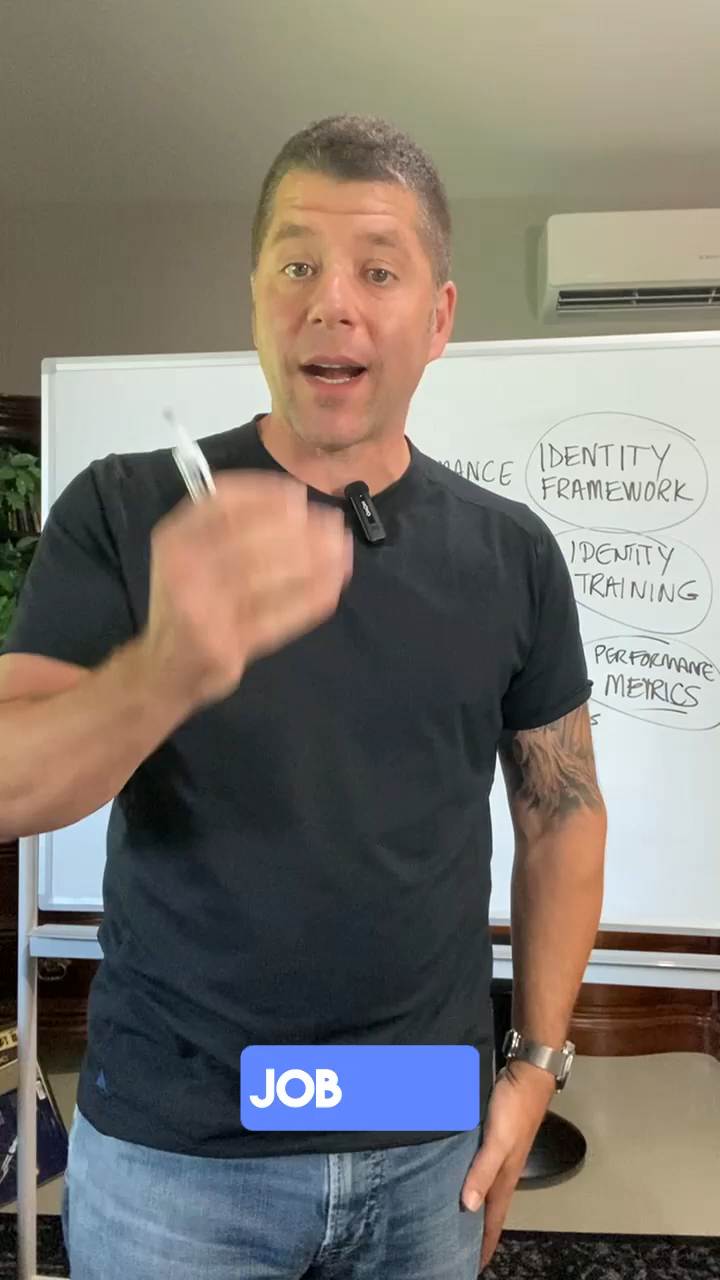 IDENTITY
FRAMEWORK
IDENTITY
TRAINING
PERFORMANCE
METRICS
JOB